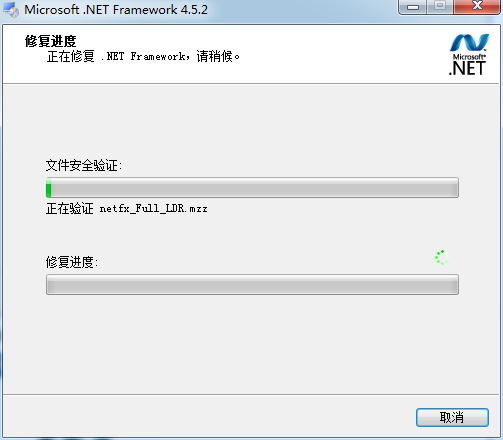 Microsoft .NET Framework 4.5.2
修复进度
正在修复 .NET Framework，请稍候。
Microsoft®
.NET
文件安全验证:
正在验证 netfx_Full_LDR.mzz
修复进度:
取消